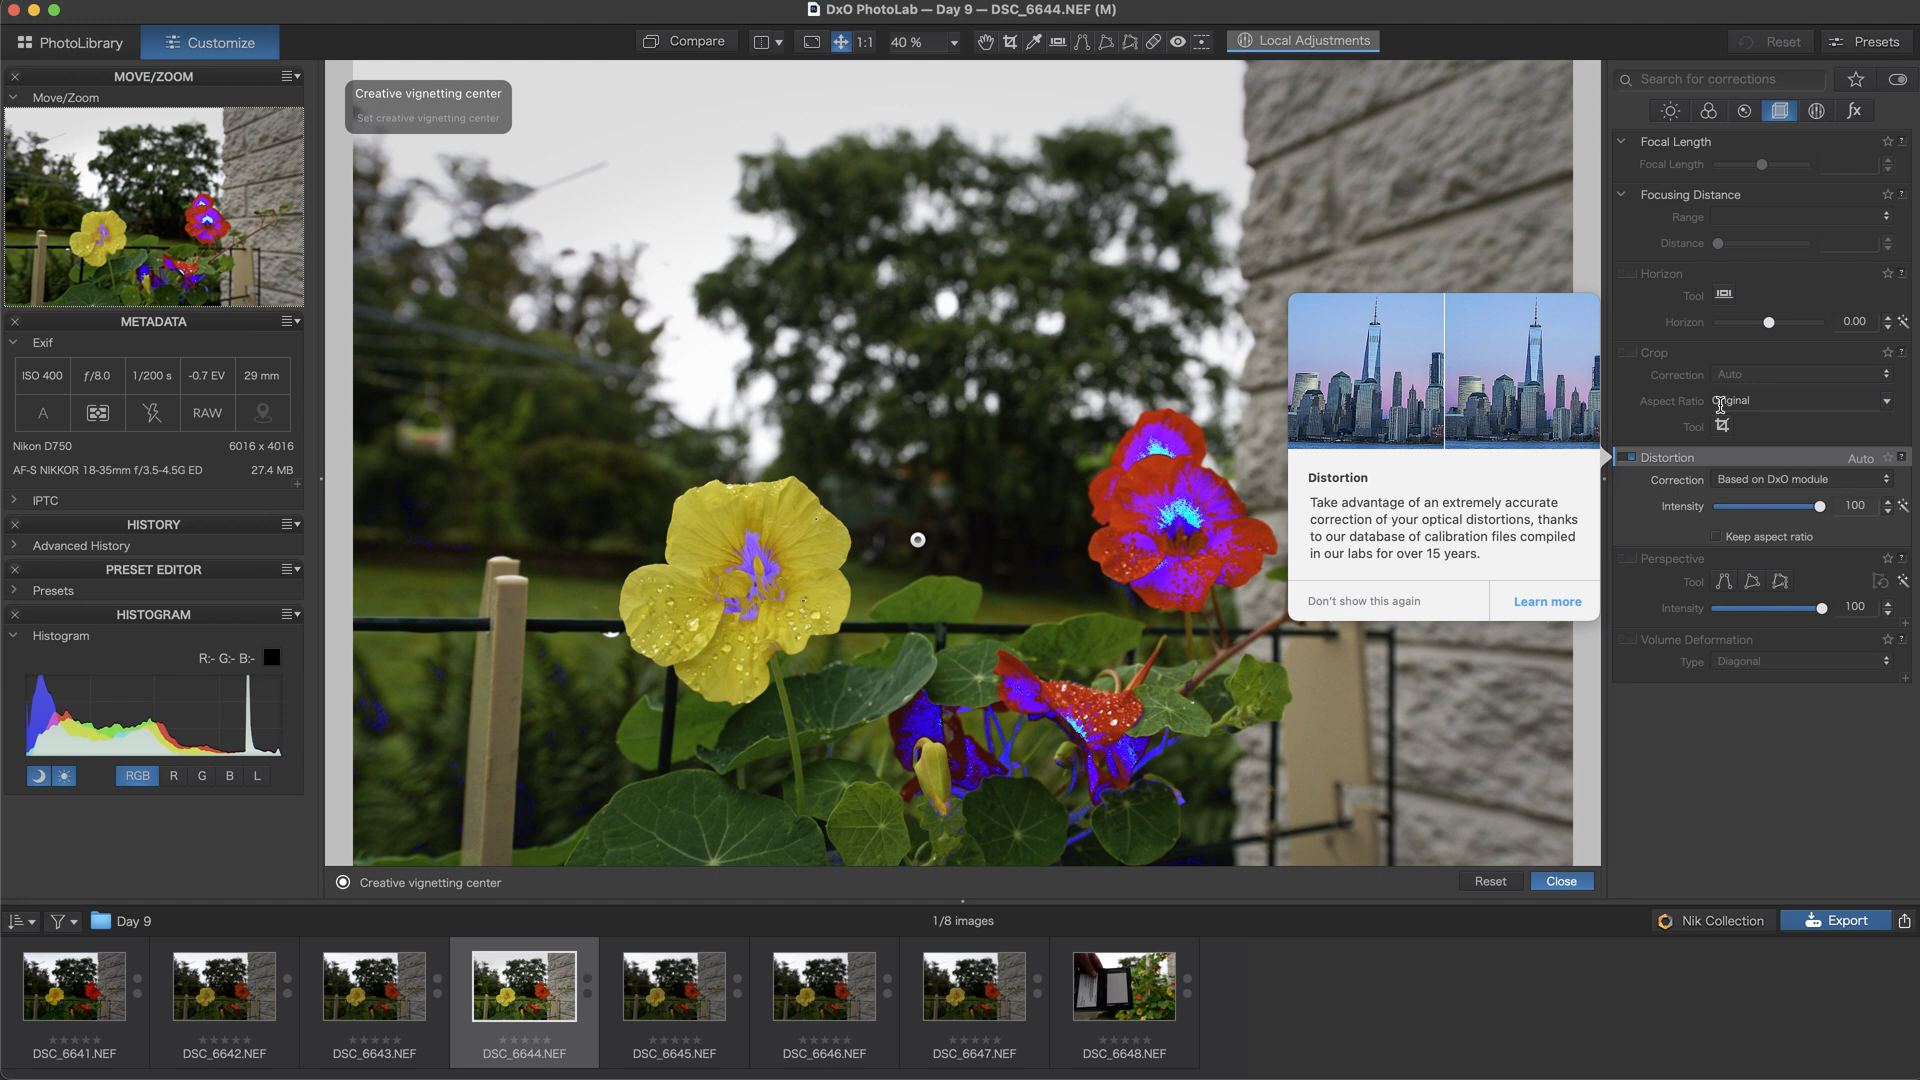 DxO PhotoLab — Day 9 — DSC_6644.NEF (M)
PhotoLibrary
Customize
Compare
1:1
40 %
Local Adjustments
Reset
Presets
MOVE/ZOOM
Move/Zoom
METADATA
Exif
ISO 400
ƒ/8.0
1/200 s
-0.7 EV
29 mm
A
RAW
Nikon D750
6016 x 4016
AF-S NIKKOR 18-35mm f/3.5-4.5G ED
27.4 MB
IPTC
HISTORY
Advanced History
PRESET EDITOR
Presets
HISTOGRAM
Histogram
R:- G:- B:-
RGB
R
G
B
L
Creative vignetting center
Set creative vignetting center
Distortion
Take advantage of an extremely accurate
correction of your optical distortions, thanks
to our database of calibration files compiled
in our labs for over 15 years.
Don't show this again
Learn more
Creative vignetting center
Reset
Close
Search for corrections
fx
Focal Length
Focal Length
Focusing Distance
Range
Distance
Horizon
Tool
Horizon
0.00
Crop
Correction
Auto
Aspect Ratio
Original
Tool
Distortion
Auto
Correction
Based on DxO module
Intensity
100
Keep aspect ratio
Perspective
Tool
Intensity
100
Volume Deformation
Type
Diagonal
Day 9
1/8 images
Nik Collection
Export
DSC_6641.NEF
DSC_6642.NEF
DSC_6643.NEF
DSC_6644.NEF
DSC_6645.NEF
DSC_6646.NEF
DSC_6647.NEF
DSC_6648.NEF